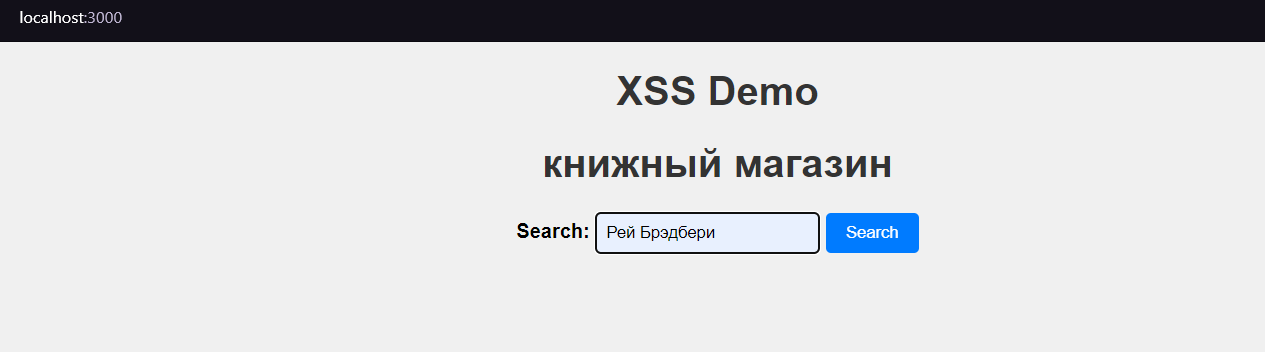 localhost:3000
XSS Demo
книжный магазин
Search: Рей Брэдбери Search